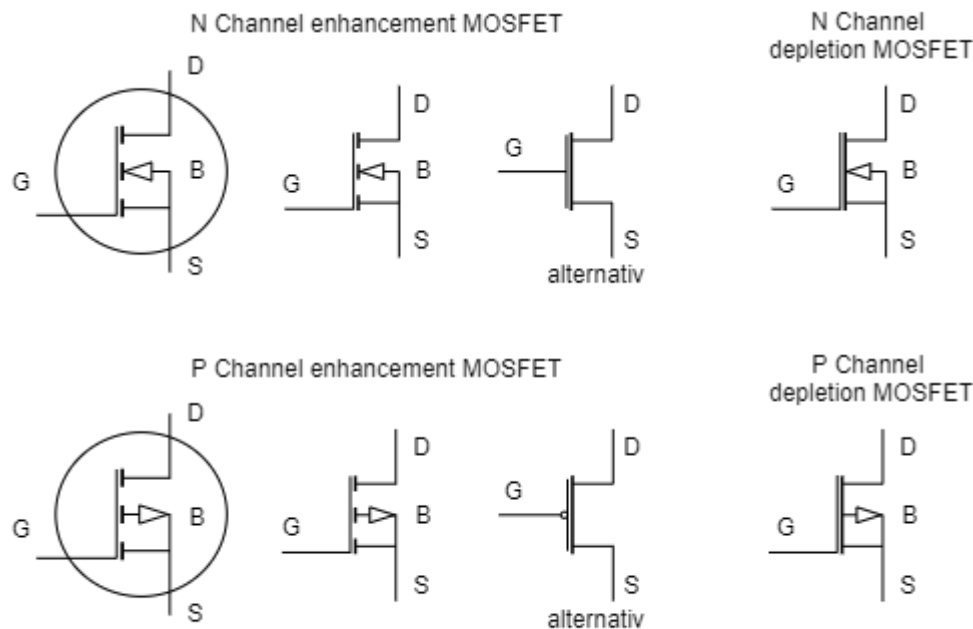 N Channel enhancement MOSFET
N Channel
depletion MOSFET
D
D
D
D
G
B
B
G
B
G
G
S
S
S
S
alternativ
P Channel enhancement MOSFET
P Channel
depletion MOSFET
D
D
D
D
G
B
B
G
B
G
G
S
S
S
S
alternativ